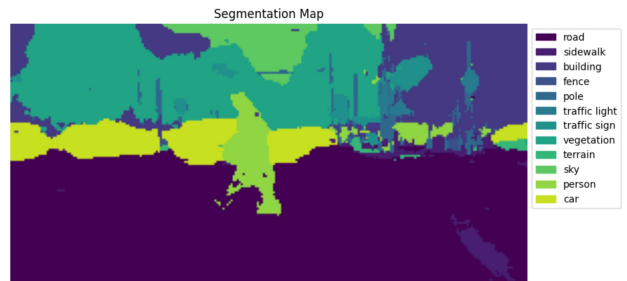 Segmentation Map
road
sidewalk
building
fence
pole
traffic light
traffic sign
vegetation
terrain
sky
person
car